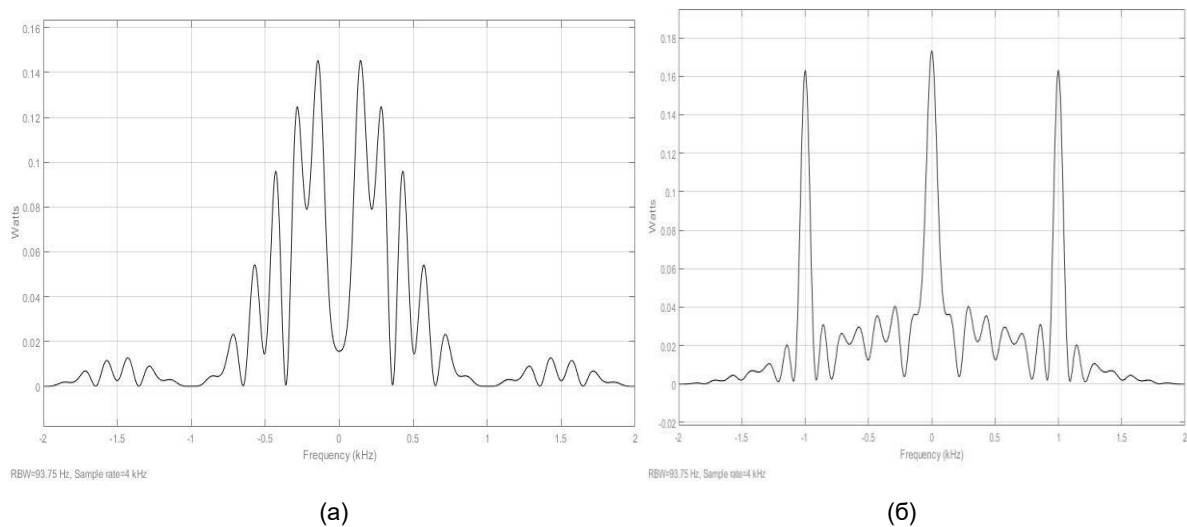 0.16
0.14
0.12
0.1
0.08
0.06
0.04
0.02
0
Watts
-2 -1.5 -1 -0.5 0 0.5 1 1.5 2
Frequency (kHz)
RBW=93.75 Hz, Sample rate=4 kHz
(a)
0.18
0.16
0.14
0.12
0.1
0.08
0.06
0.04
0.02
0
-0.02
Watts
-2 -1.5 -1 -0.5 0 0.5 1 1.5 2
Frequency (kHz)
RBW=93.75 Hz, Sample rate=4 kHz
(б)